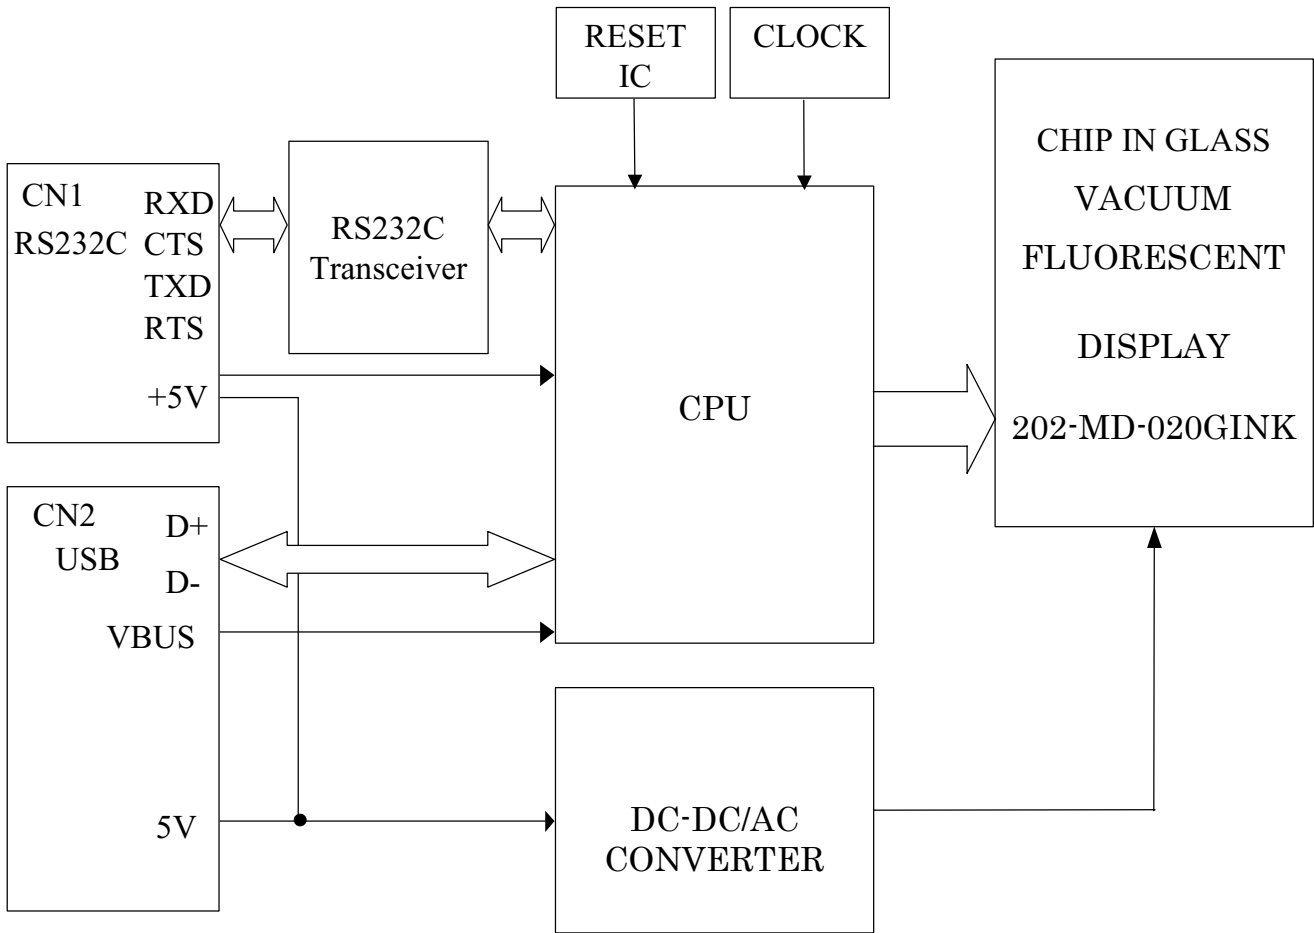 RESET
IC
CLOCK
CHIP IN GLASS
VACUUM
FLUORESCENT
DISPLAY
202-MD-020GINK
CN1
RS232C
RXD
CTS
TXD
RTS
+5V
RS232C
Transceiver
CPU
CN2
USB
D+
D-
VBUS
5V
DC-DC/AC
CONVERTER